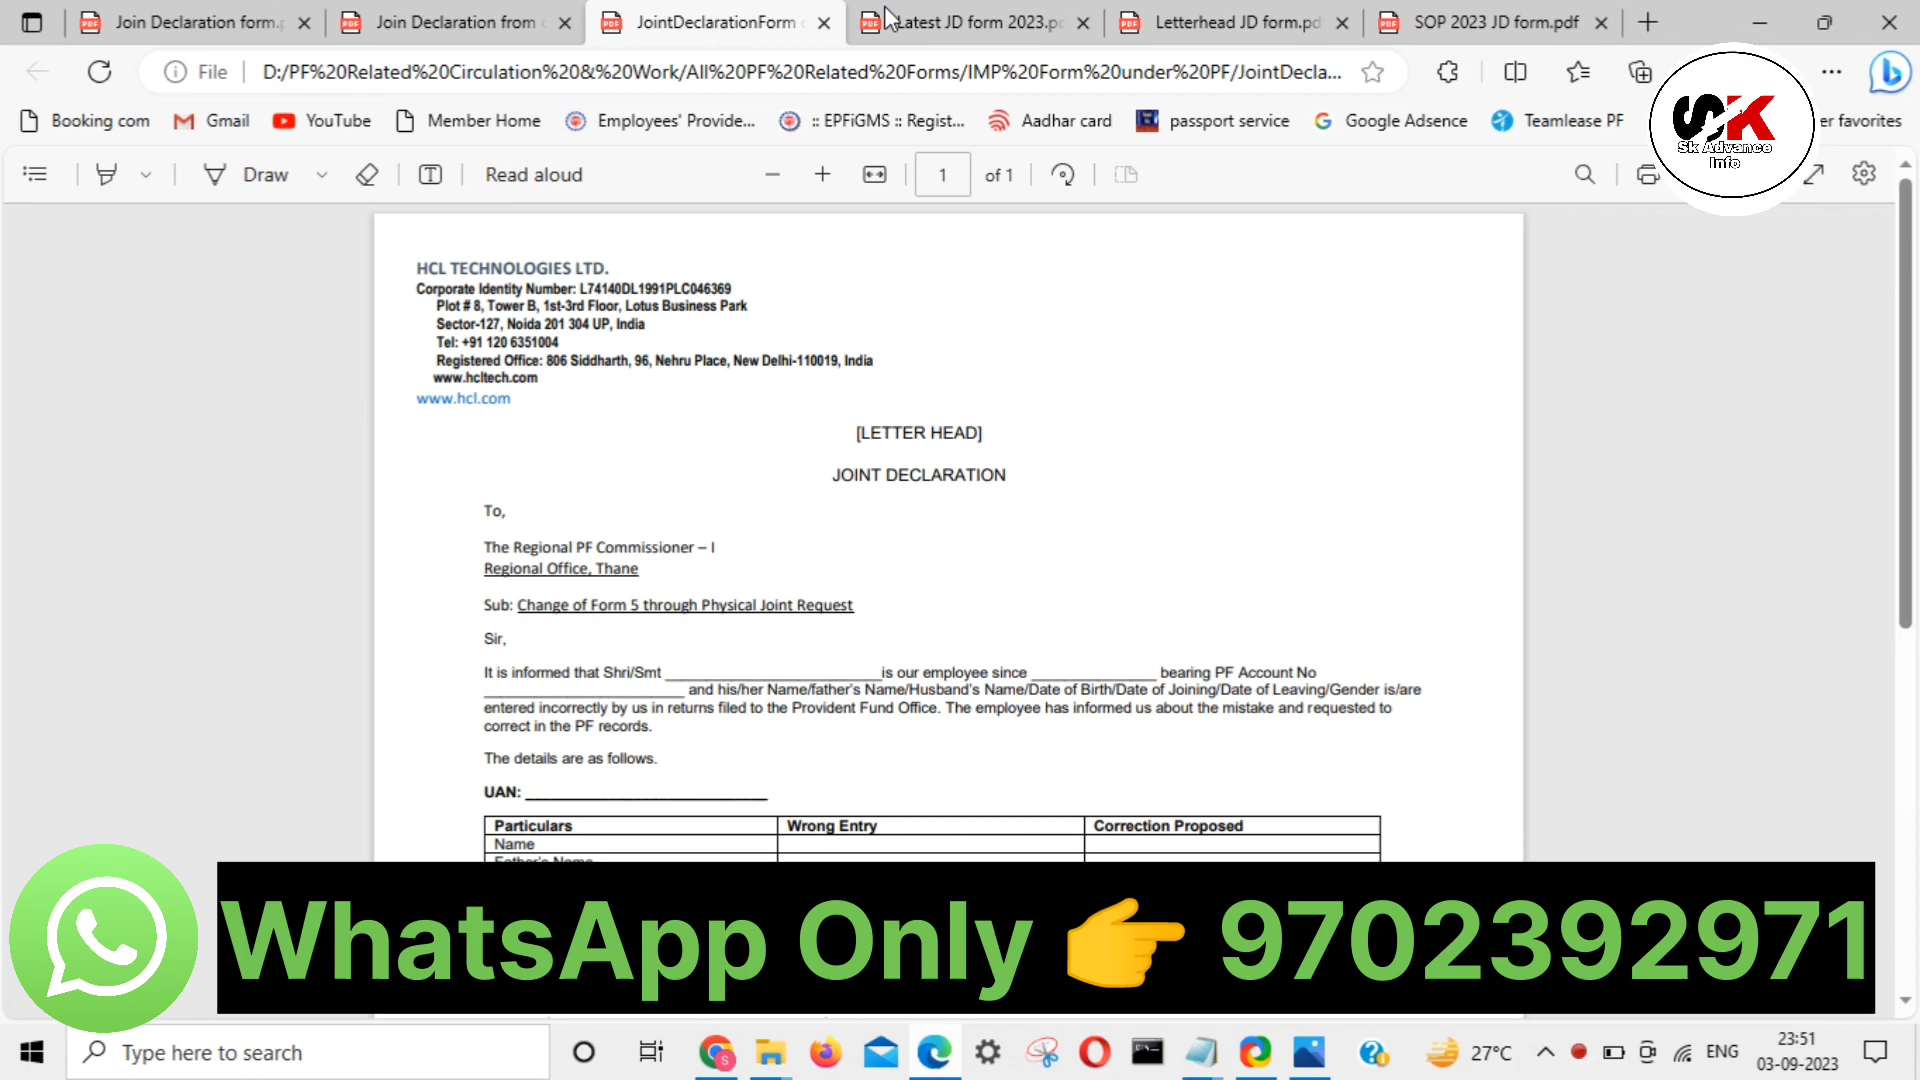 Join Declaration form.p
Join Declaration from
JointDeclarationForm
Latest JD form 2023.p
Letterhead JD form.pd
SOP 2023 JD form.pdf
File
D:/PF%20Related%20Circulation%20&%20Work/All%20PF%20Related%20Forms/IMP%20Form%20under%20PF/JointDecla...
Booking com
Gmail
YouTube
Member Home
Employees' Provide...
:: EPFiGMS :: Regist...
Aadhar card
passport service
Google Adsence
Teamlease PF
er favorites
SK
Sk Advance
Info
Draw
Read aloud
1
of 1
HCL TECHNOLOGIES LTD.
Corporate Identity Number: L74140DL1991PLC046369
Plot # 8, Tower B, 1st-3rd Floor, Lotus Business Park
Sector-127, Noida 201 304 UP, India
Tel: +91 120 6351004
Registered Office: 806 Siddharth, 96, Nehru Place, New Delhi-110019, India
www.hcltech.com
www.hcl.com
[LETTER HEAD]
JOINT DECLARATION
To,
The Regional PF Commissioner – I
Regional Office, Thane
Sub: Change of Form 5 through Physical Joint Request
Sir,
It is informed that Shri/Smt __________________________is our employee since _______________ bearing PF Account No
________________________ and his/her Name/father's Name/Husband's Name/Date of Birth/Date of Joining/Date of Leaving/Gender is/are
entered incorrectly by us in returns filed to the Provident Fund Office. The employee has informed us about the mistake and requested to
correct in the PF records.
The details are as follows.
UAN: _____________________________
Particulars Wrong Entry Correction Proposed
Name
Father's Name
WhatsApp Only 👉 9702392971
Type here to search
27°C
ENG
23:51
03-09-2023